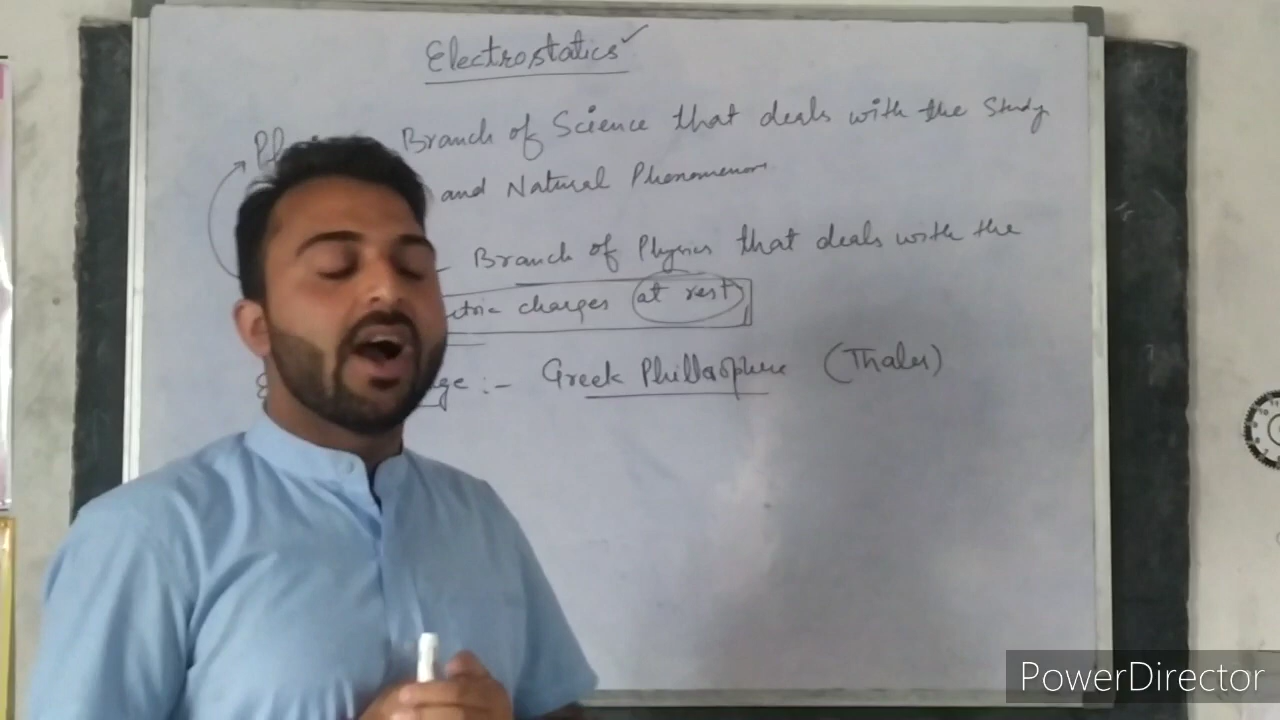 Electrostatics
Branch of Science that deals with the study
and Natural Phenomenon
Branch of Physics that deals with the
charges at rest
:- Greek Phillosphere (Thales)
PowerDirector